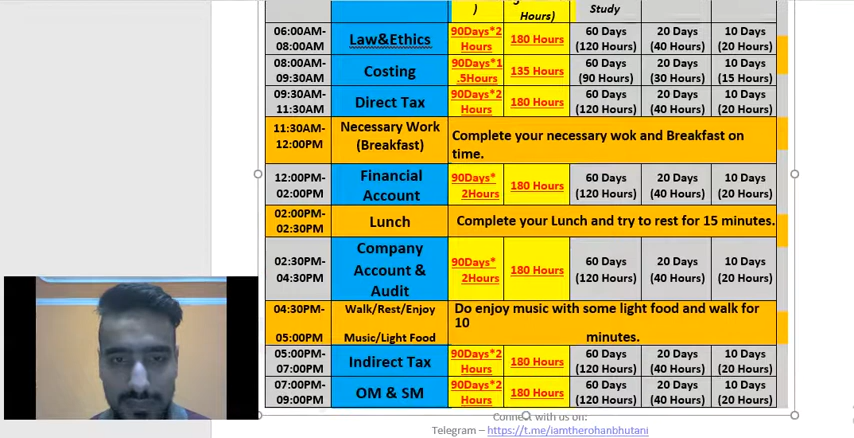 )
Hours)
Study
06:00AM-
08:00AM
Law&Ethics
90Days*2
Hours
180 Hours
60 Days
(120 Hours)
20 Days
(40 Hours)
10 Days
(20 Hours)
08:00AM-
09:30AM
Costing
90Days*1
.5Hours
135 Hours
60 Days
(90 Hours)
20 Days
(30 Hours)
10 Days
(15 Hours)
09:30AM-
11:30AM
Direct Tax
90Days*2
Hours
180 Hours
60 Days
(120 Hours)
20 Days
(40 Hours)
10 Days
(20 Hours)
11:30AM-
12:00PM
Necessary Work
(Breakfast)
Complete your necessary wok and Breakfast on
time.
12:00PM-
02:00PM
Financial
Account
90Days*
2Hours
180 Hours
60 Days
(120 Hours)
20 Days
(40 Hours)
10 Days
(20 Hours)
02:00PM-
02:30PM
Lunch
Complete your Lunch and try to rest for 15 minutes.
02:30PM-
04:30PM
Company
Account &
Audit
90Days*
2Hours
180 Hours
60 Days
(120 Hours)
20 Days
(40 Hours)
10 Days
(20 Hours)
04:30PM-
05:00PM
Walk/Rest/Enjoy
Music/Light Food
Do enjoy music with some light food and walk for
10
minutes.
05:00PM-
07:00PM
Indirect Tax
90Days*2
Hours
180 Hours
60 Days
(120 Hours)
20 Days
(40 Hours)
10 Days
(20 Hours)
07:00PM-
09:00PM
OM & SM
90Days*2
Hours
180 Hours
60 Days
(120 Hours)
20 Days
(40 Hours)
10 Days
(20 Hours)
Connect with us on:
Telegram – https://t.me/iamtherohanbhutani